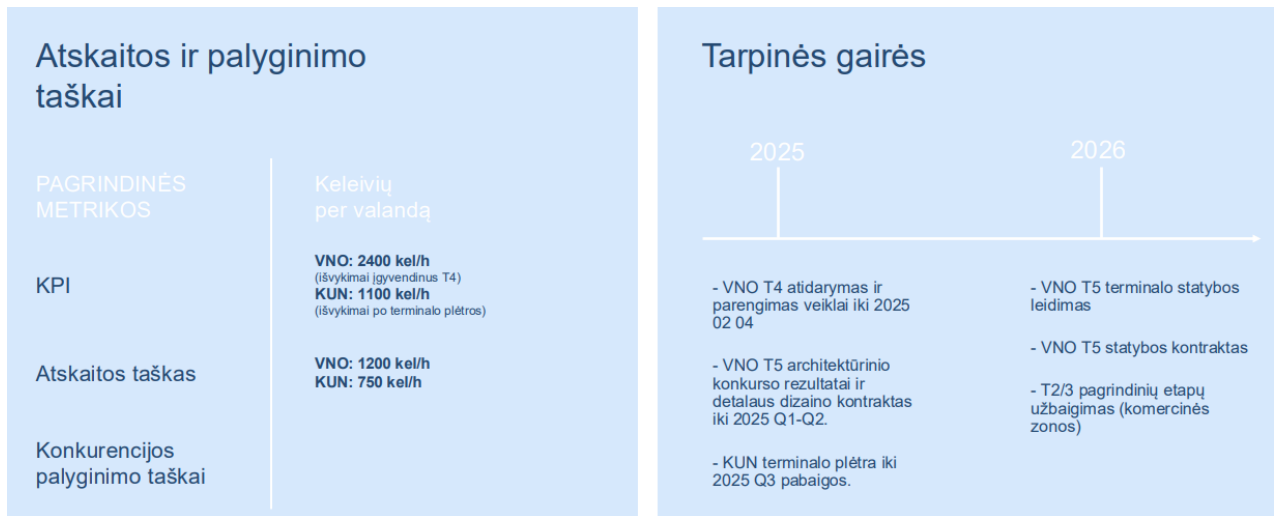 Atskaitos ir palyginimo
taškai
PAGRINDINĖS
METRIKOS
Keleivių
per valandą
KPI
VNO: 2400 kel/h
(išvykimai įgyvendinus T4)
KUN: 1100 kel/h
(išvykimai po terminalo plėtros)
Atskaitos taškas
VNO: 1200 kel/h
KUN: 750 kel/h
Konkurencijos
palyginimo taškai
Tarpinės gairės
2025
2026
- VNO T4 atidarymas ir
parengimas veiklai iki 2025
02 04
- VNO T5 architektūrinio
konkurso rezultatai ir
detalaus dizaino kontraktas
iki 2025 Q1-Q2.
- KUN terminalo plėtra iki
2025 Q3 pabaigos.
- VNO T5 terminalo statybos
leidimas
- VNO T5 statybos kontraktas
- T2/3 pagrindinių etapų
užbaigimas (komercinės
zonos)